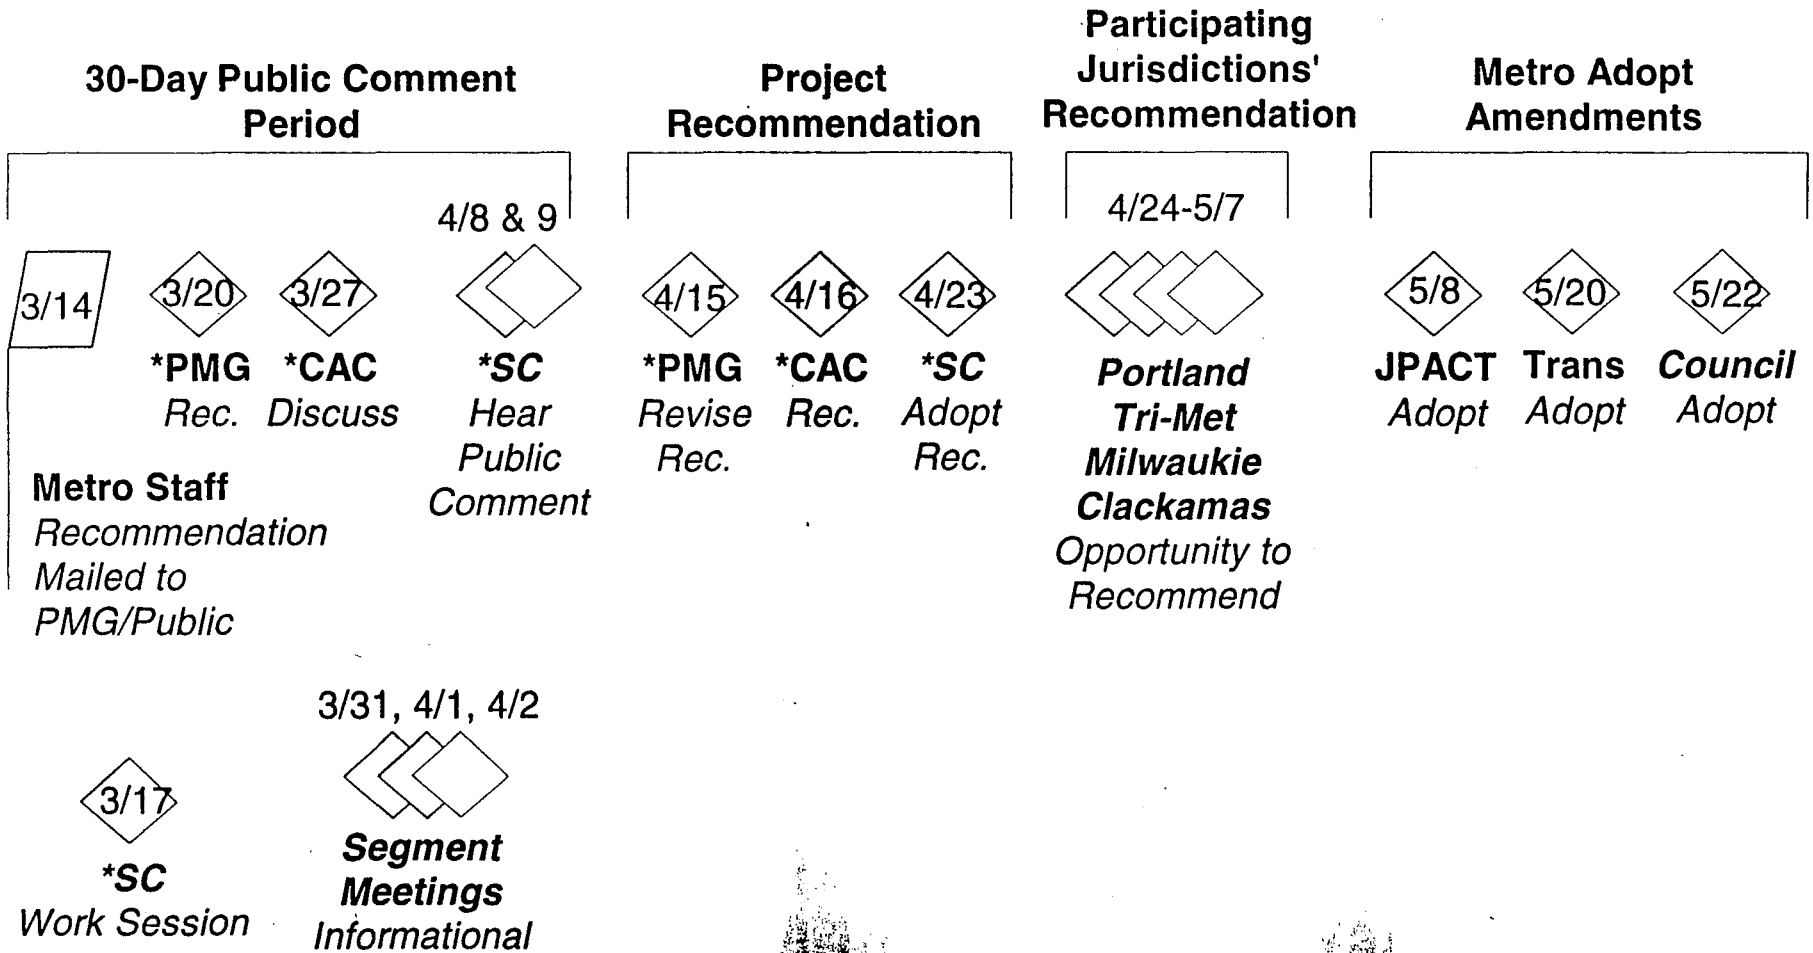 30-Day Public Comment
Period
Project
Recommendation
Participating
Jurisdictions'
Recommendation
Metro Adopt
Amendments
3/14
Metro Staff
Recommendation
Mailed to
PMG/Public
3/20
*PMG
Rec.
3/27
*CAC
Discuss
4/8 & 9
*SC
Hear
Public
Comment
4/15
*PMG
Revise
Rec.
4/16
*CAC
Rec.
4/23
*SC
Adopt
Rec.
4/24-5/7
Portland
Tri-Met
Milwaukie
Clackamas
Opportunity to
Recommend
5/8
JPACT
Adopt
5/20
Trans
Adopt
5/22
Council
Adopt
3/17
*SC
Work Session
3/31, 4/1, 4/2
Segment
Meetings
Informational